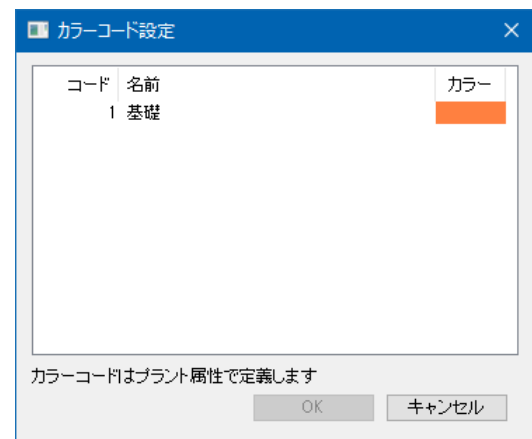 カラーコード設定
コード 名前 カラー
1 基礎
カラーコードはプラント属性で定義します
OK キャンセル